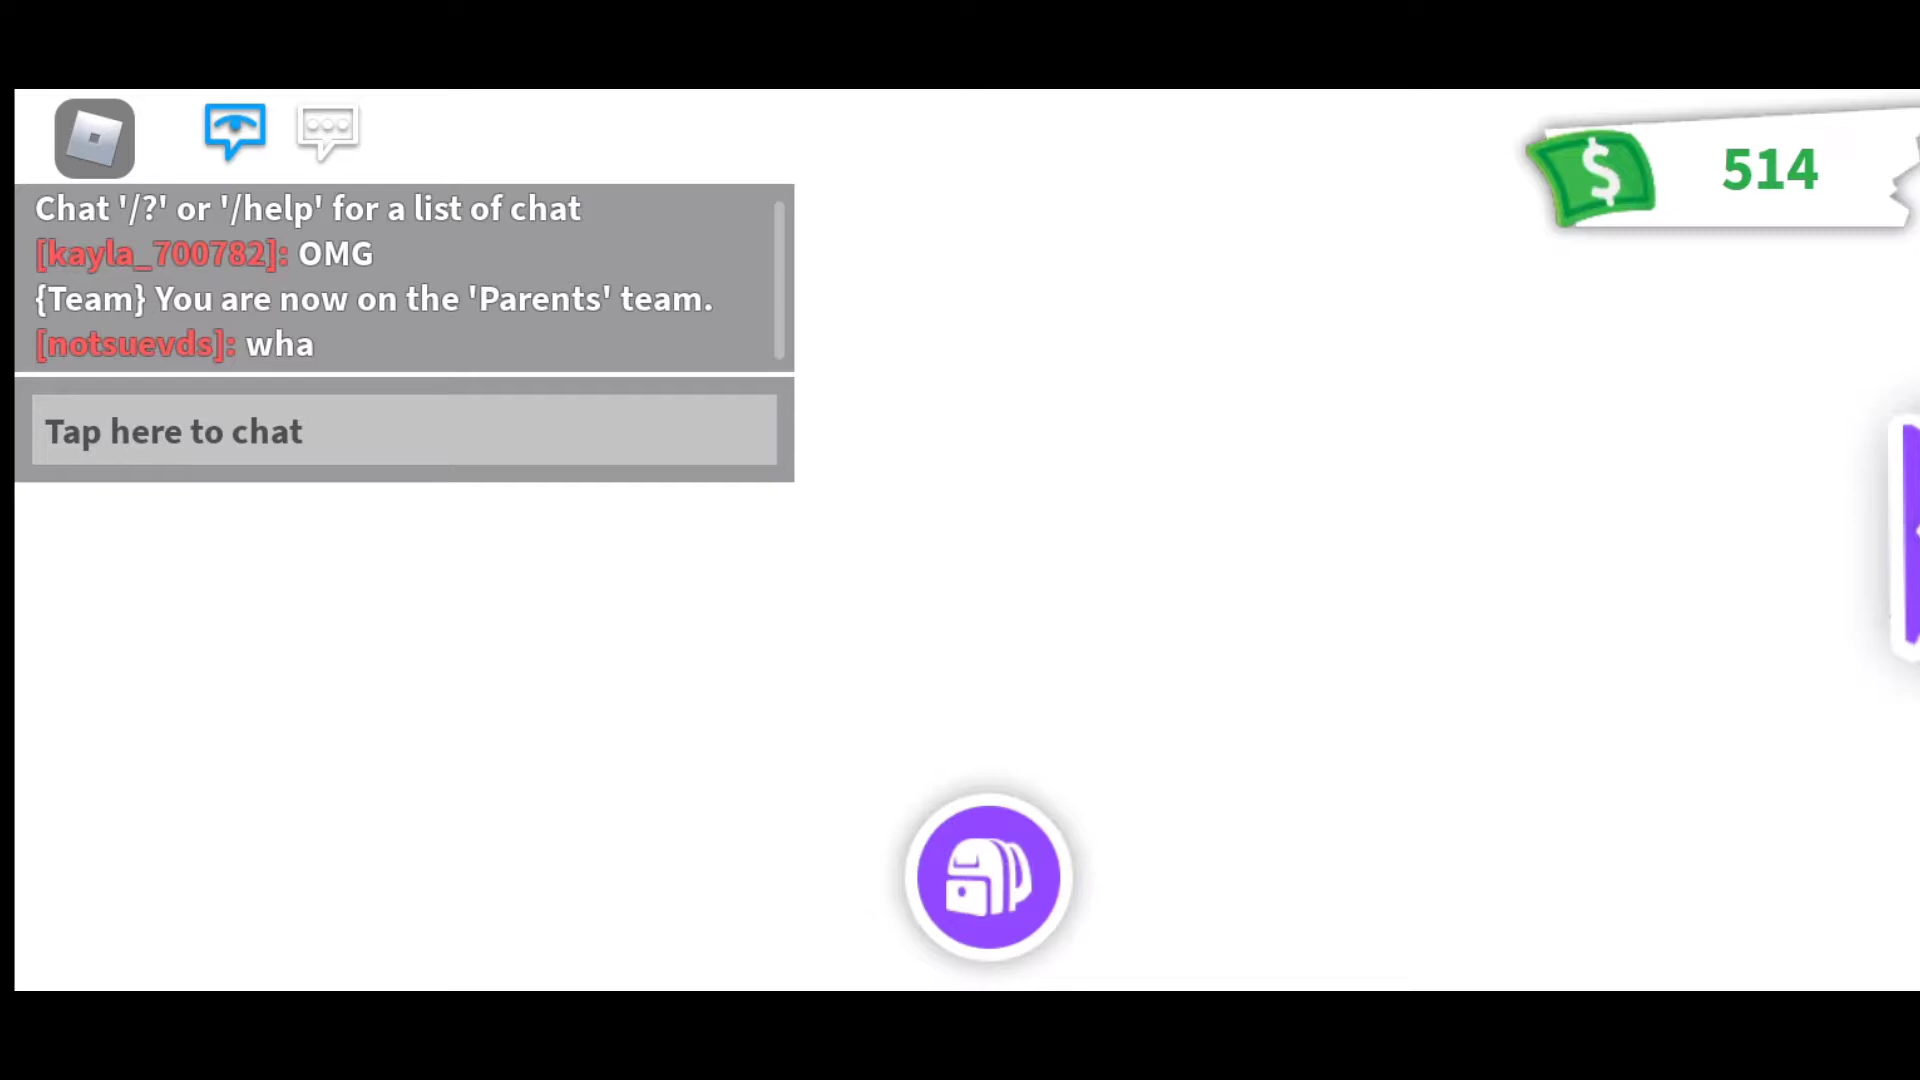 514
Chat '/?' or '/help' for a list of chat
[kayla_700782]: OMG
{Team} You are now on the 'Parents' team.
[notsuevds]: wha
Tap here to chat